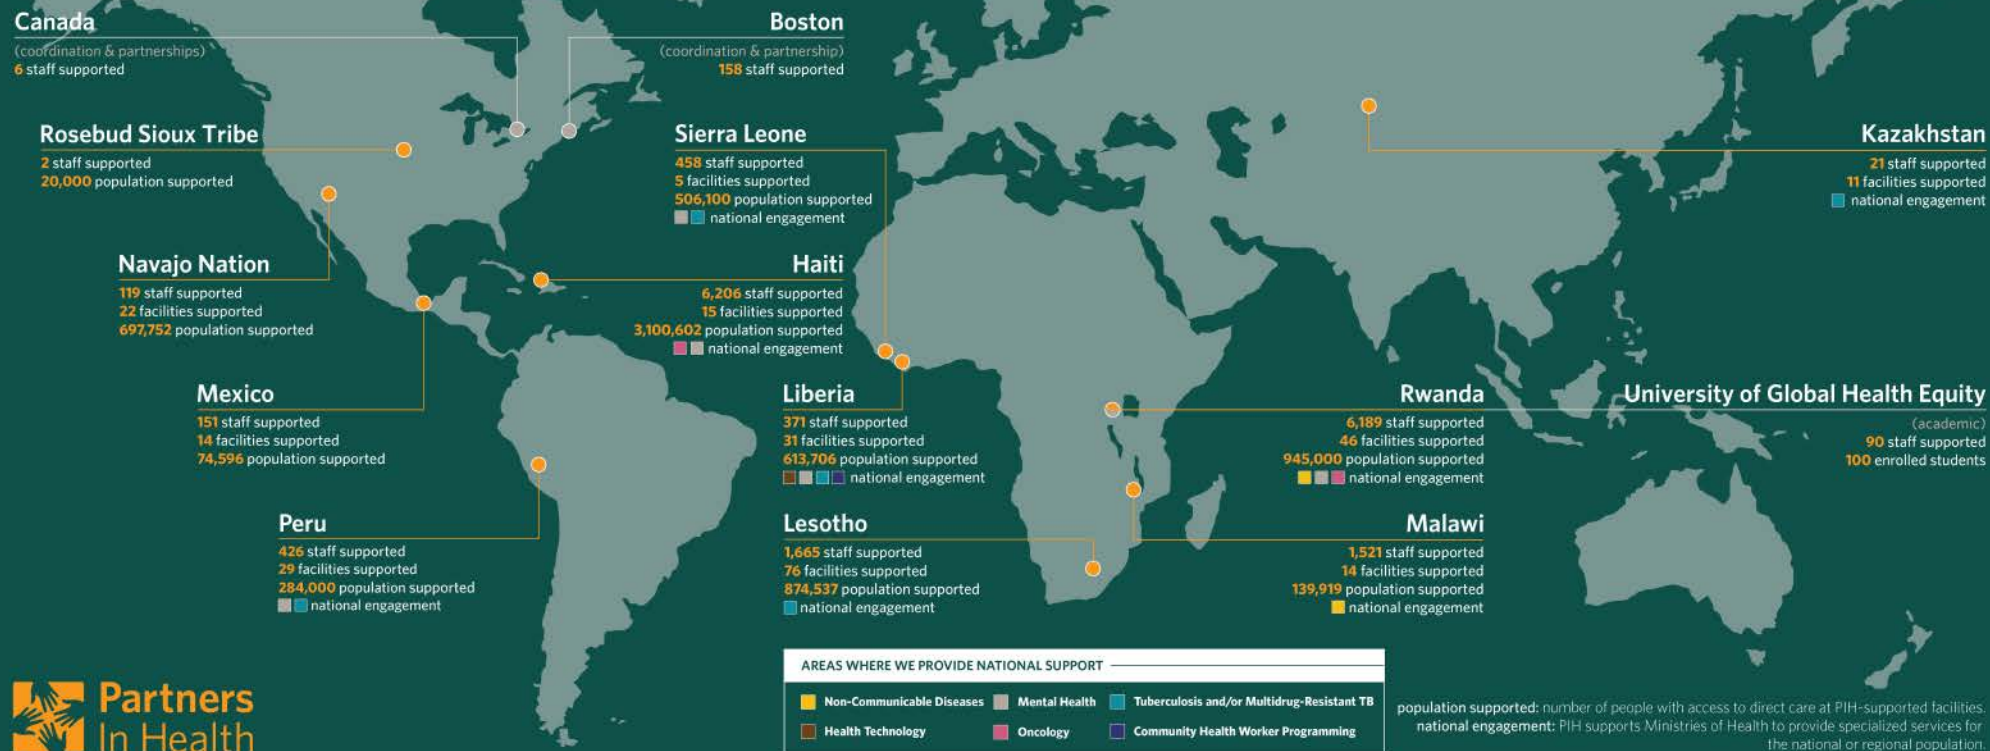 Canada
(coordination & partnerships)
6 staff supported
Boston
(coordination & partnership)
158 staff supported
Rosebud Sioux Tribe
2 staff supported
20,000 population supported
Sierra Leone
458 staff supported
5 facilities supported
506,100 population supported
national engagement
Kazakhstan
21 staff supported
11 facilities supported
national engagement
Navajo Nation
119 staff supported
22 facilities supported
697,752 population supported
Haiti
6,206 staff supported
15 facilities supported
3,100,602 population supported
national engagement
Mexico
151 staff supported
14 facilities supported
74,596 population supported
Liberia
371 staff supported
31 facilities supported
613,706 population supported
national engagement
Rwanda
6,189 staff supported
46 facilities supported
945,000 population supported
national engagement
University of Global Health Equity
(academic)
90 staff supported
100 enrolled students
Peru
426 staff supported
29 facilities supported
284,000 population supported
national engagement
Lesotho
1,665 staff supported
76 facilities supported
874,537 population supported
national engagement
Malawi
1,521 staff supported
14 facilities supported
139,919 population supported
national engagement
Partners
In Health
AREAS WHERE WE PROVIDE NATIONAL SUPPORT
Non-Communicable Diseases Mental Health Tuberculosis and/or Multidrug-Resistant TB
Health Technology Oncology Community Health Worker Programming
population supported: number of people with access to direct care at PIH-supported facilities.
national engagement: PIH supports Ministries of Health to provide specialized services for
the national or regional population.